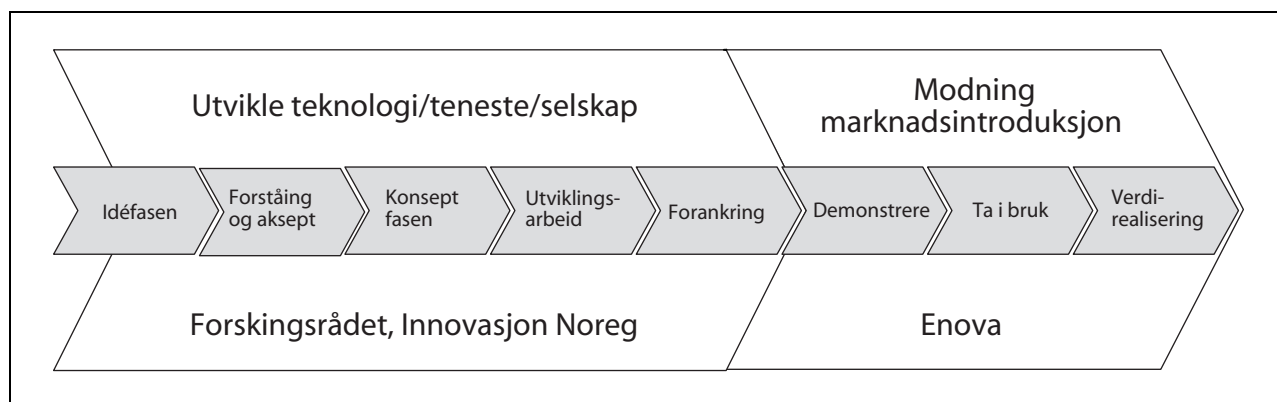 Utvikle teknologi/teneste/selskap
Modning
marknadsintroduksjon
Idéfasen
Forståing
og aksept
Konsept
fasen
Utviklings-
arbeid
Forankring
Demonstrere
Ta i bruk
Verdi-
realisering
Forskingsrådet, Innovasjon Noreg
Enova